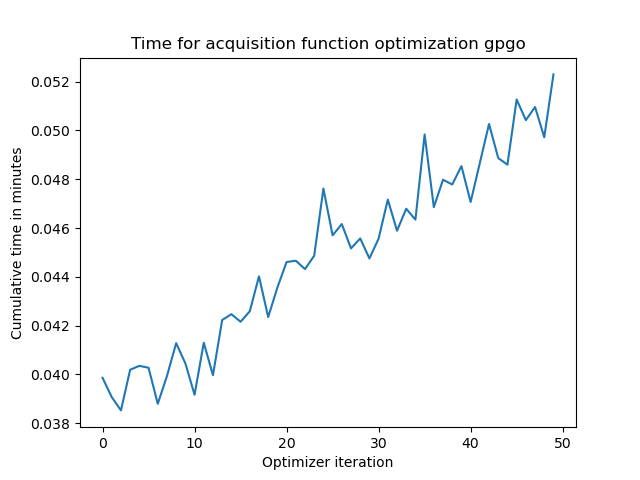 Time for acquisition function optimization gpgo
0.052
0.050
0.048
0.046
0.044
0.042
0.040
0.038
Cumulative time in minutes
0 10 20 30 40 50
Optimizer iteration